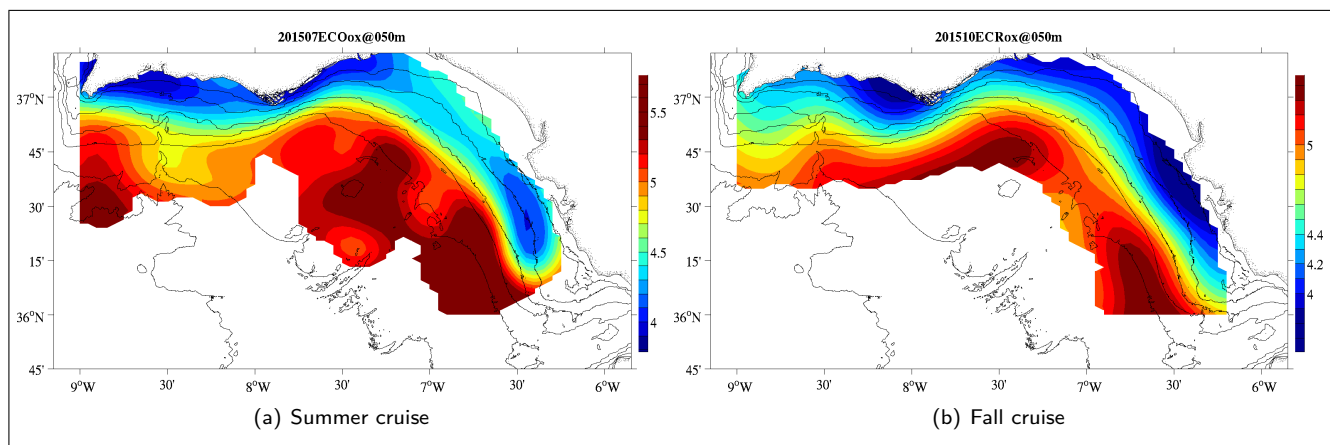 201507ECOox@050m
37°N
45'
30'
15'
36°N
45'
9°W
30'
8°W
30'
7°W
30'
6°W
5.5
5
4
(a) Summer cruise
201510ECRox@050m
37°N
45'
30'
15'
36°N
45'
9°W
30'
8°W
30'
7°W
30'
6°W
5
4.4
4.2
4
(b) Fall cruise